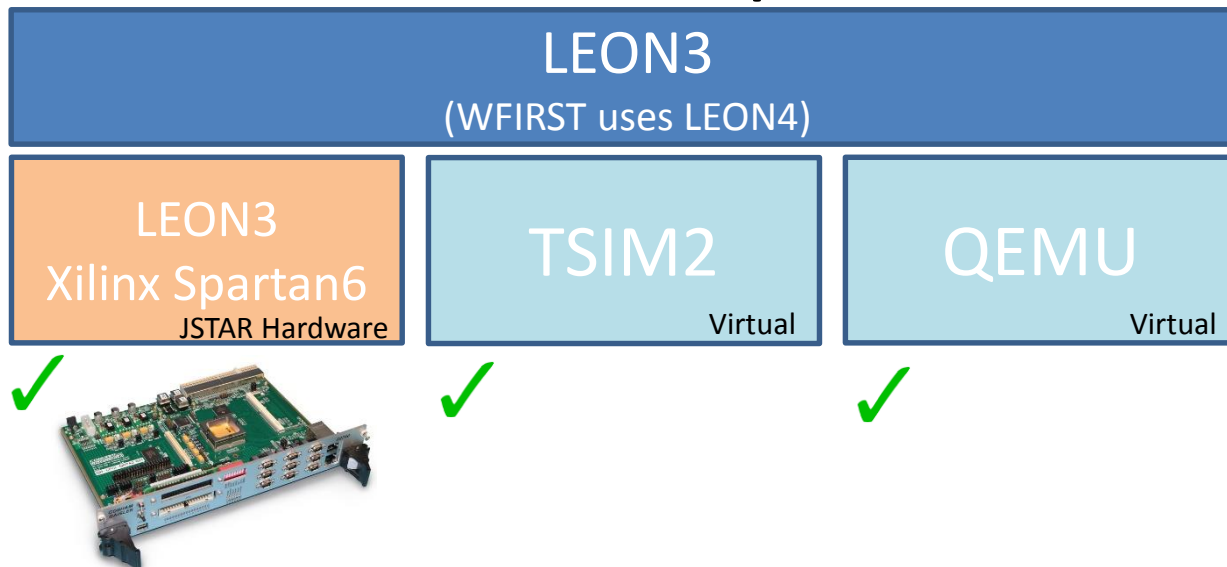 LEON3
(WFIRST uses LEON4)
LEON3
Xilinx Spartan6
JSTAR Hardware
TSIM2
Virtual
QEMU
Virtual